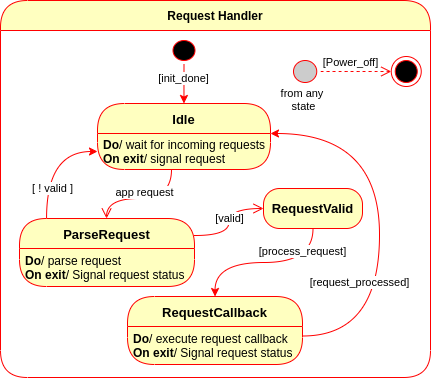 Request Handler
[Power_off]
[init_done]
from any
state
Idle
Do/ wait for incoming requests
On exit/ signal request
[ ! valid ]
app request
[valid]
RequestValid
ParseRequest
Do/ parse request
On exit/ Signal request status
[process_request]
[request_processed]
RequestCallback
Do/ execute request callback
On exit/ Signal request status